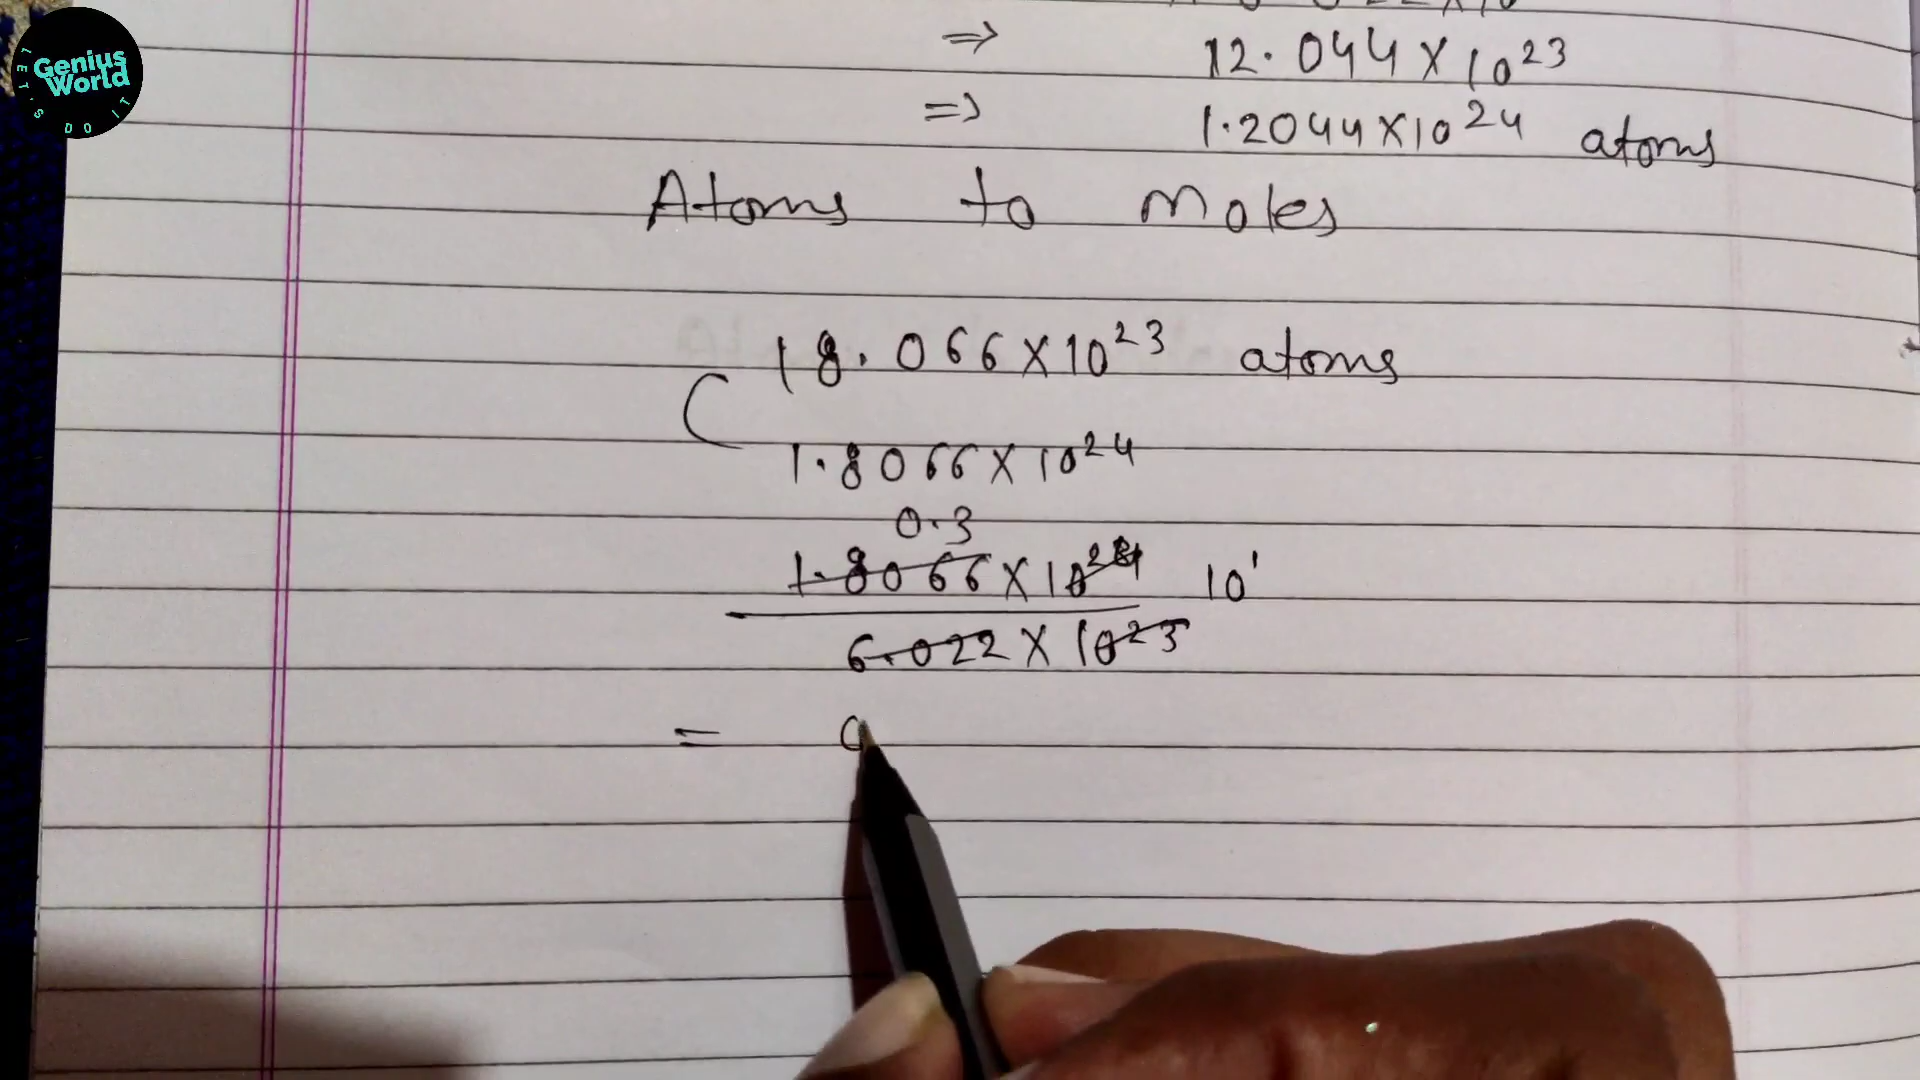 Genius
World
LET'S DO IT
⇒ 12.044 X 10²³
⇒ 1.2044 X 10²⁴ atoms
Atoms to Moles
18.066 X 10²³ atoms
1.8066 X 10²⁴
0.3
1.8066 X 10²⁴ 10¹
6.022 X 10²³
= 0